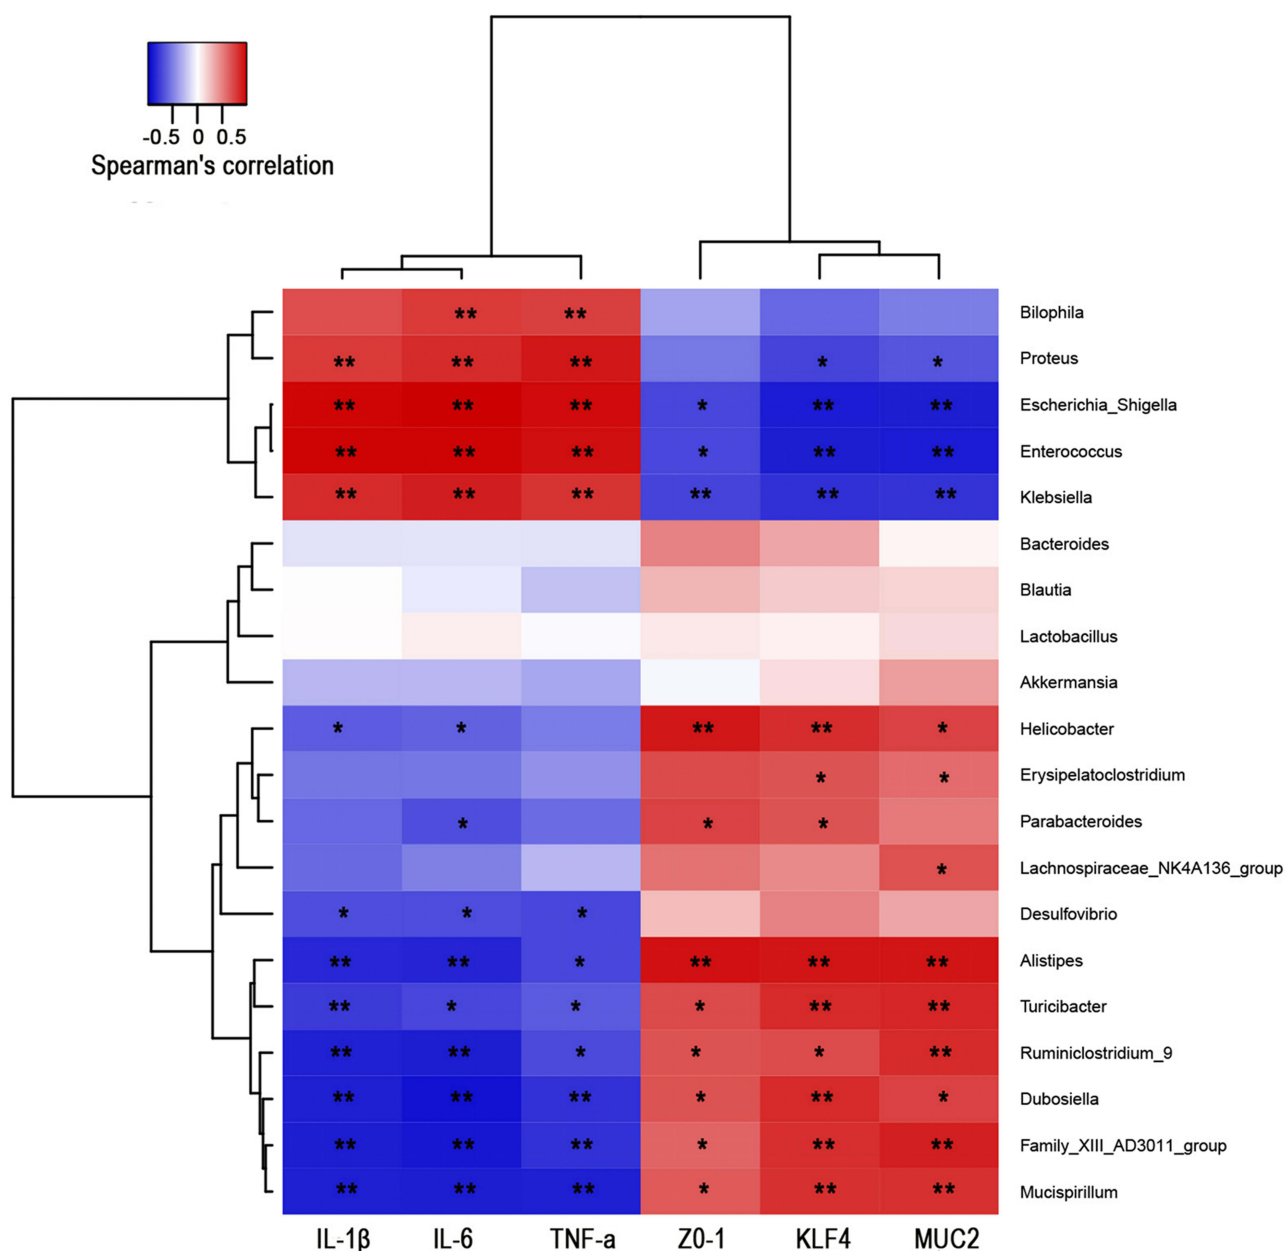 -0.5 0 0.5
Spearman's correlation
** ** Bilophila
** ** ** * * Proteus
** ** ** * ** ** Escherichia_Shigella
** ** ** * ** ** Enterococcus
** ** ** ** ** ** Klebsiella
Bacteroides
Blautia
Lactobacillus
Akkermansia
* * ** ** * Helicobacter
* * Erysipelatoclostridium
* * * Parabacteroides
* Lachnospiraceae_NK4A136_group
* * * Desulfovibrio
** ** * ** ** ** Alistipes
** * * * ** ** Turicibacter
** ** * * * ** Ruminiclostridium_9
** ** ** * ** * Dubosiella
** ** ** * ** ** Family_XIII_AD3011_group
** ** ** * ** ** Mucispirillum
IL-1β IL-6 TNF-a Z0-1 KLF4 MUC2